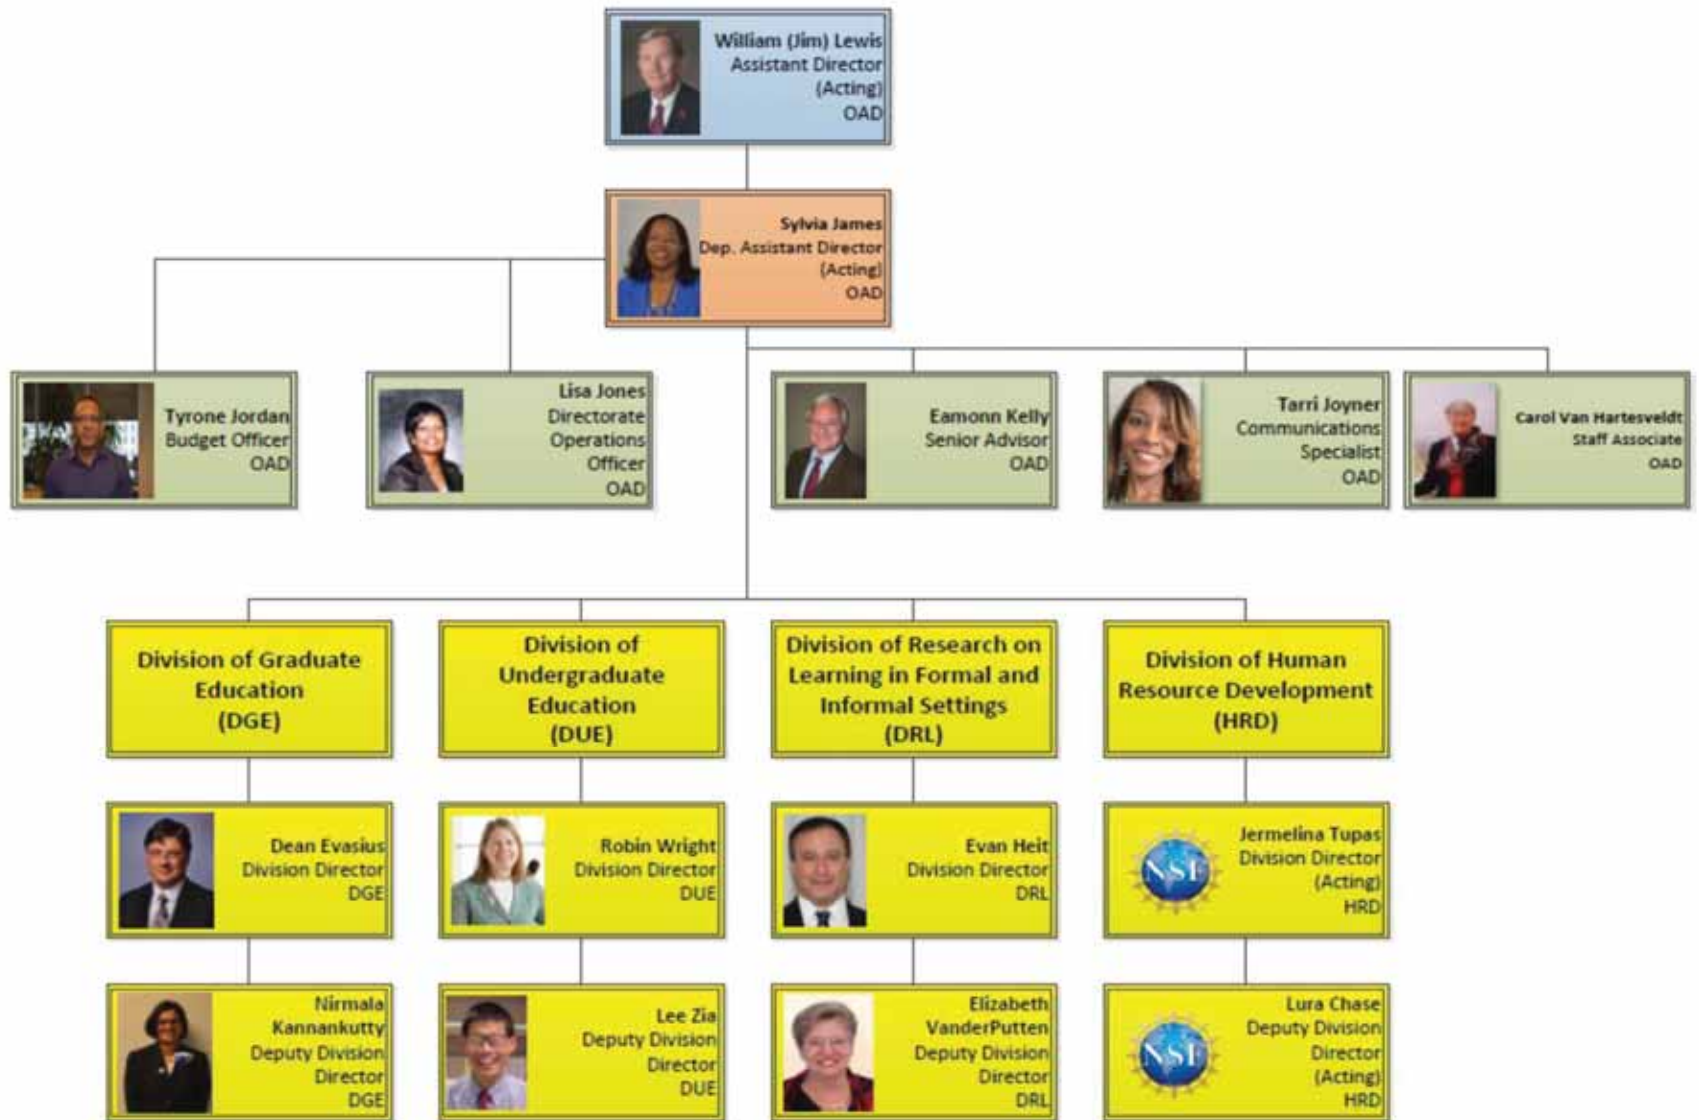 William (Jim) Lewis
Assistant Director
(Acting)
OAD
Sylvia James
Dep. Assistant Director
(Acting)
OAD
Tyrone Jordan
Budget Officer
OAD
Lisa Jones
Directorate
Operations
Officer
OAD
Eamonn Kelly
Senior Advisor
OAD
Tarri Joyner
Communications
Specialist
OAD
Carol Van Hartesveldt
Staff Associate
OAD
Division of Graduate
Education
(DGE)
Division of
Undergraduate
Education
(DUE)
Division of Research on
Learning in Formal and
Informal Settings
(DRL)
Division of Human
Resource Development
(HRD)
Dean Evasius
Division Director
DGE
Robin Wright
Division Director
DUE
Evan Heit
Division Director
DRL
NSF
Jermelina Tupas
Division Director
(Acting)
HRD
Nirmala
Kannankutty
Deputy Division
Director
DGE
Lee Zia
Deputy Division
Director
DUE
Elizabeth
VanderPutten
Deputy Division
Director
DRL
NSF
Lura Chase
Deputy Division
Director
(Acting)
HRD